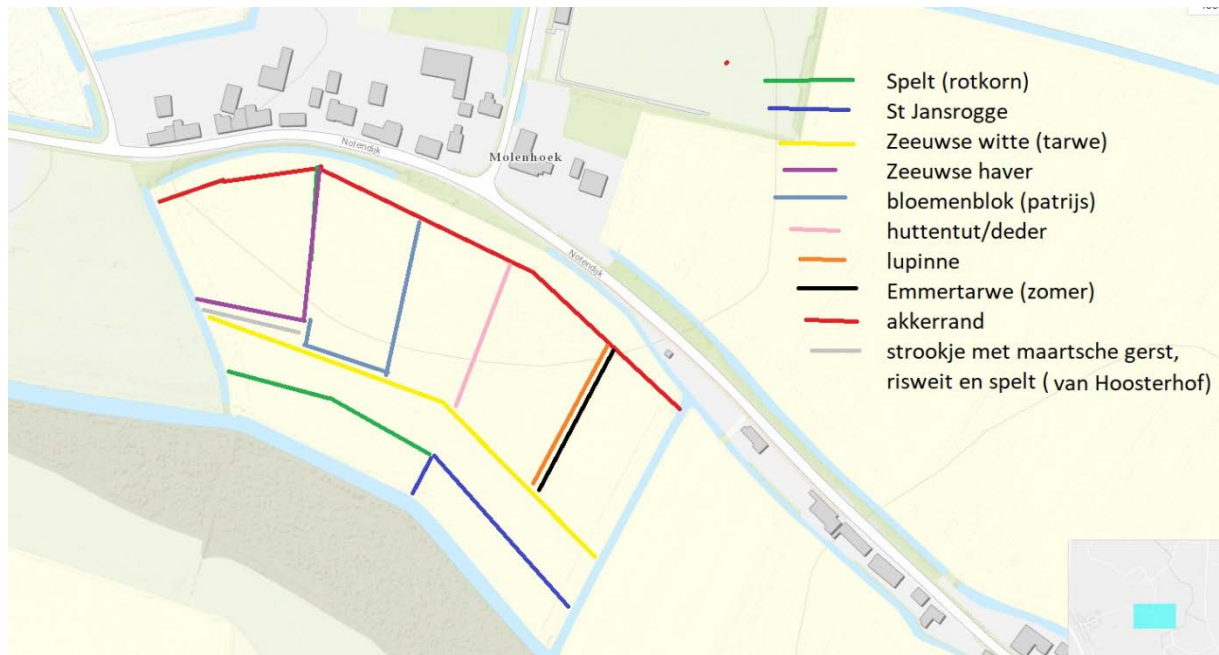 Notendijk
Molenhoek
Notendijk
Spelt (rotkorn)
St Jansrogge
Zeeuwse witte (tarwe)
Zeeuwse haver
bloemenblok (patrijs)
huttentut/deder
lupinne
Emmertarwe (zomer)
akkerrand
strookje met maartsche gerst,
risweit en spelt ( van Hoosterhof)